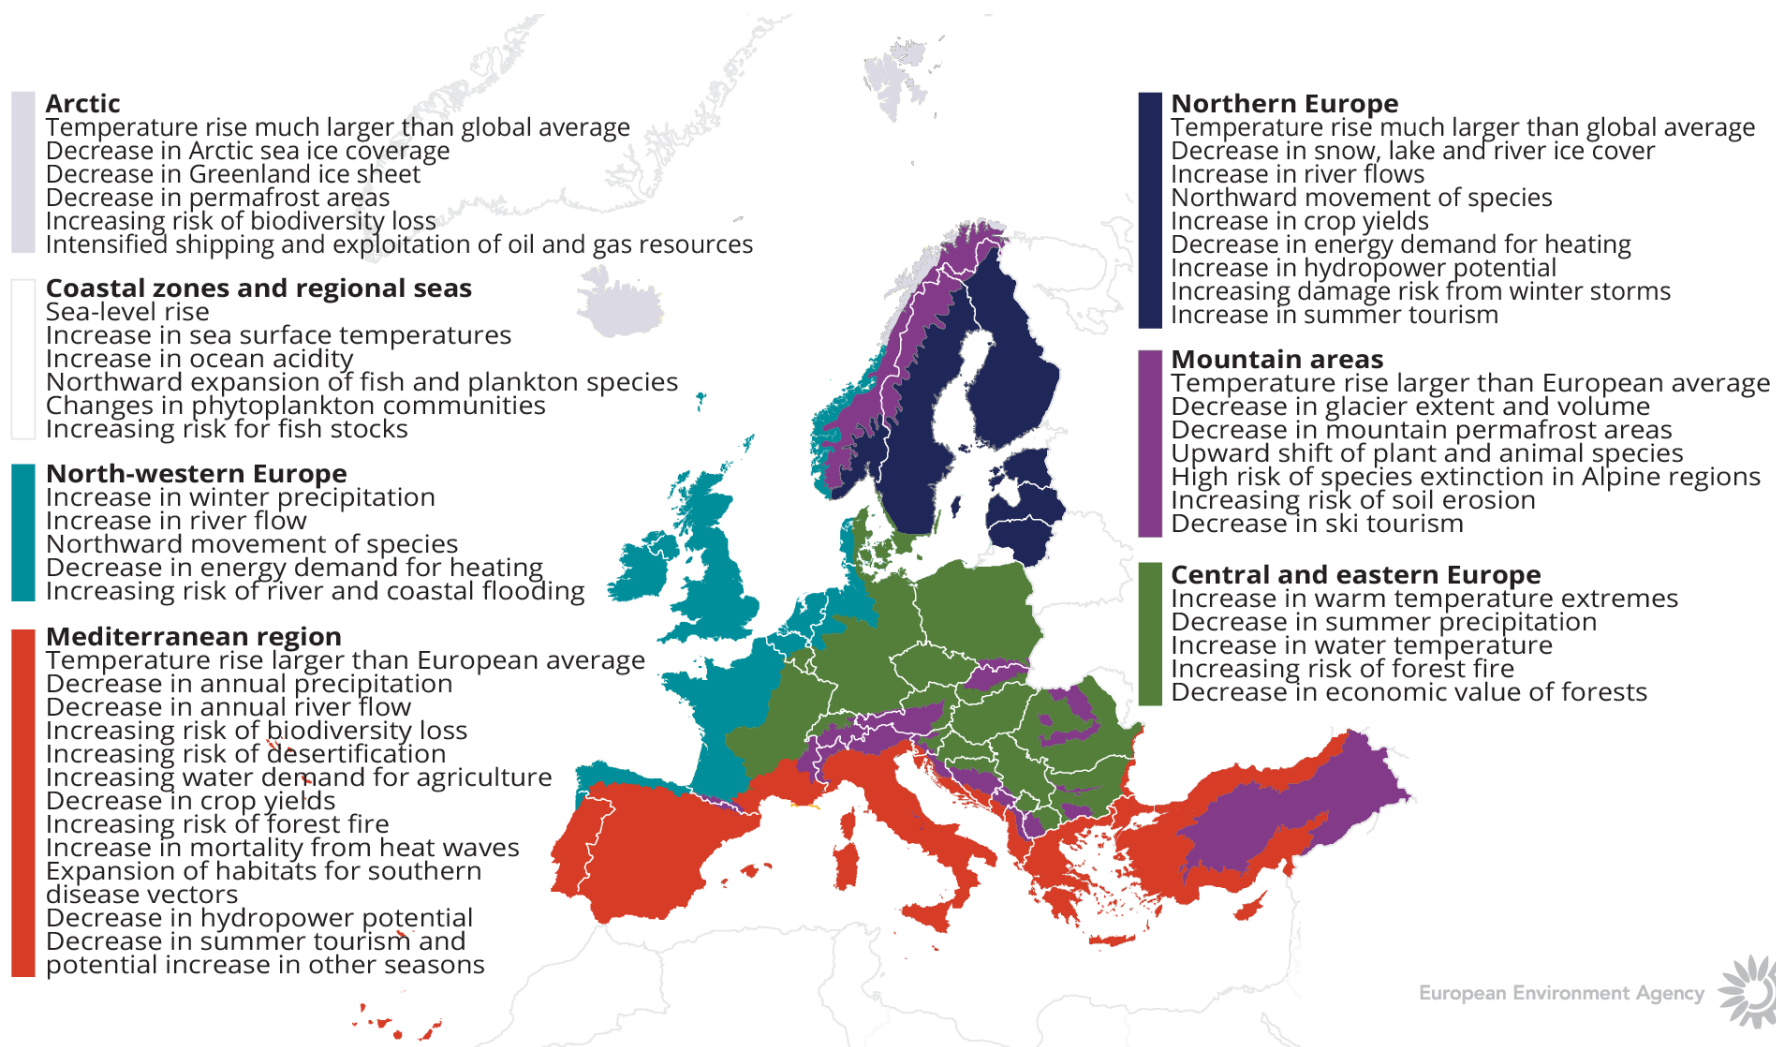 Arctic
Temperature rise much larger than global average
Decrease in Arctic sea ice coverage
Decrease in Greenland ice sheet
Decrease in permafrost areas
Increasing risk of biodiversity loss
Intensified shipping and exploitation of oil and gas resources
Coastal zones and regional seas
Sea-level rise
Increase in sea surface temperatures
Increase in ocean acidity
Northward expansion of fish and plankton species
Changes in phytoplankton communities
Increasing risk for fish stocks
North-western Europe
Increase in winter precipitation
Increase in river flow
Northward movement of species
Decrease in energy demand for heating
Increasing risk of river and coastal flooding
Mediterranean region
Temperature rise larger than European average
Decrease in annual precipitation
Decrease in annual river flow
Increasing risk of biodiversity loss
Increasing risk of desertification
Increasing water demand for agriculture
Decrease in crop yields
Increasing risk of forest fire
Increase in mortality from heat waves
Expansion of habitats for southern
disease vectors
Decrease in hydropower potential
Decrease in summer tourism and
potential increase in other seasons
Northern Europe
Temperature rise much larger than global average
Decrease in snow, lake and river ice cover
Increase in river flows
Northward movement of species
Increase in crop yields
Decrease in energy demand for heating
Increase in hydropower potential
Increasing damage risk from winter storms
Increase in summer tourism
Mountain areas
Temperature rise larger than European average
Decrease in glacier extent and volume
Decrease in mountain permafrost areas
Upward shift of plant and animal species
High risk of species extinction in Alpine regions
Increasing risk of soil erosion
Decrease in ski tourism
Central and eastern Europe
Increase in warm temperature extremes
Decrease in summer precipitation
Increase in water temperature
Increasing risk of forest fire
Decrease in economic value of forests
European Environment Agency